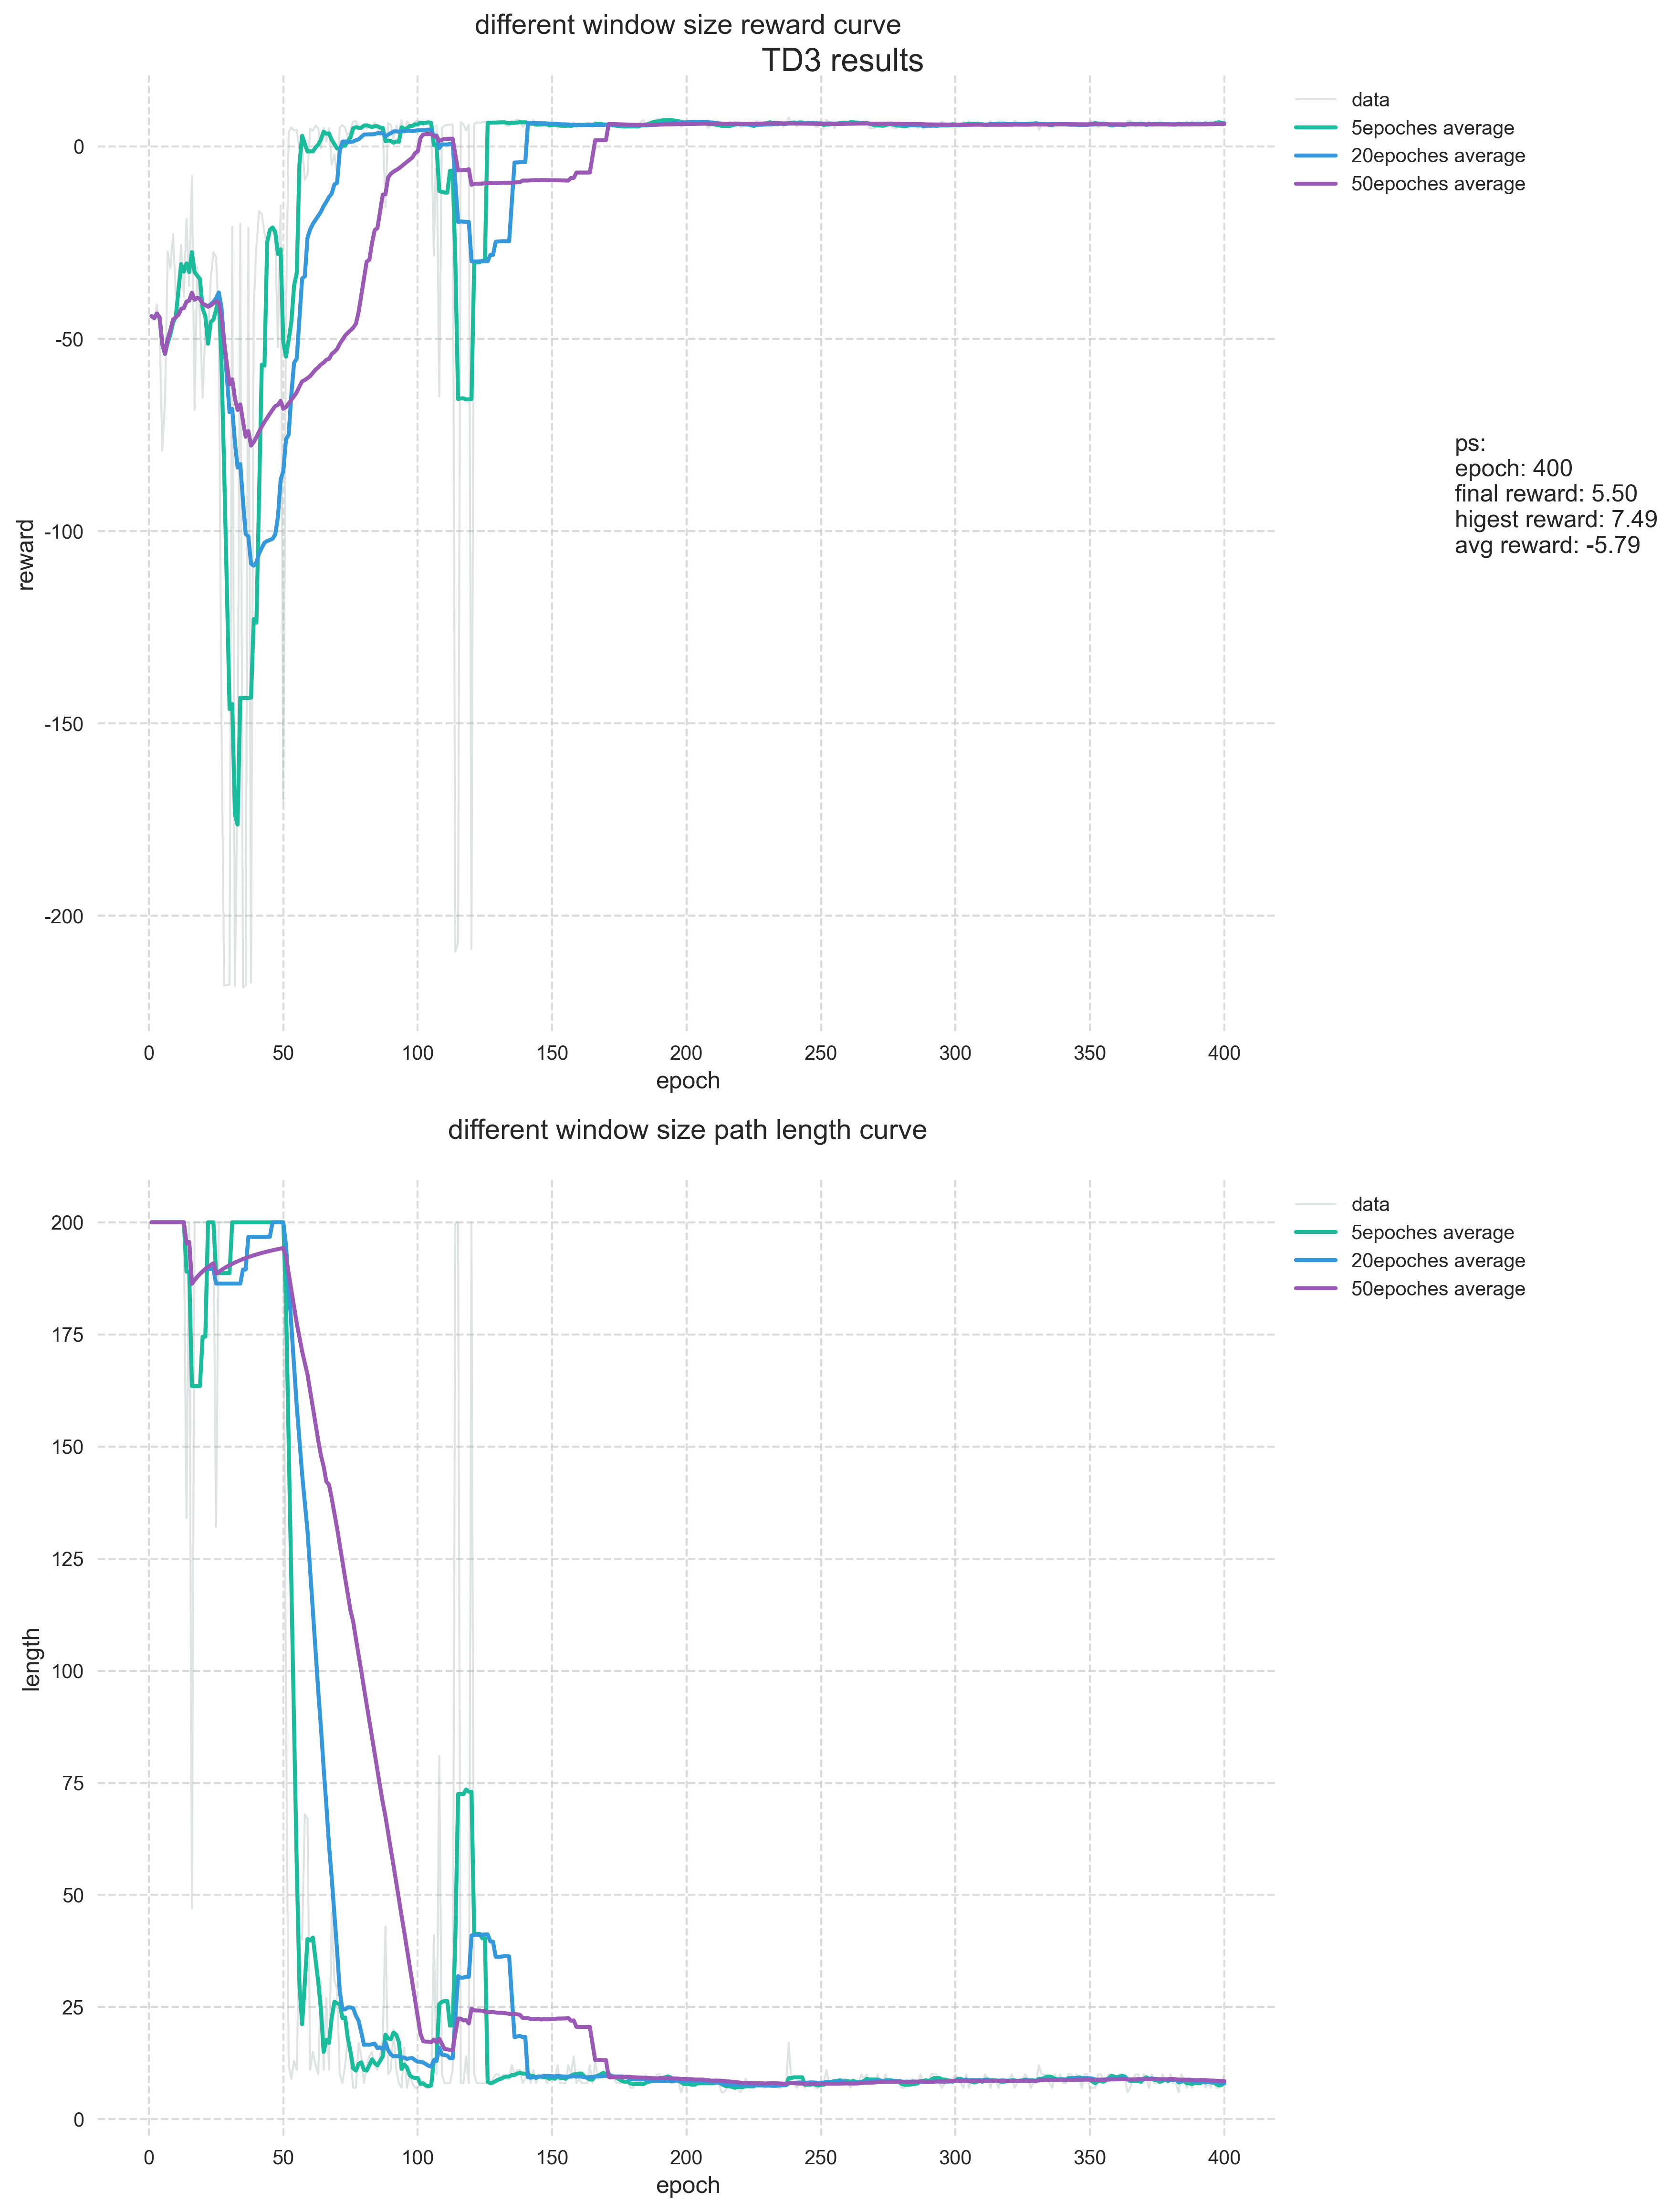 different window size reward curve
TD3 results
data
5epoches average
20epoches average
50epoches average
0
-50
-100
-150
-200
reward
ps:
epoch: 400
final reward: 5.50
higest reward: 7.49
avg reward: -5.79
0 50 100 150 200 250 300 350 400
epoch
different window size path length curve
data
5epoches average
20epoches average
50epoches average
200
175
150
125
100
75
50
25
0
length
0 50 100 150 200 250 300 350 400
epoch